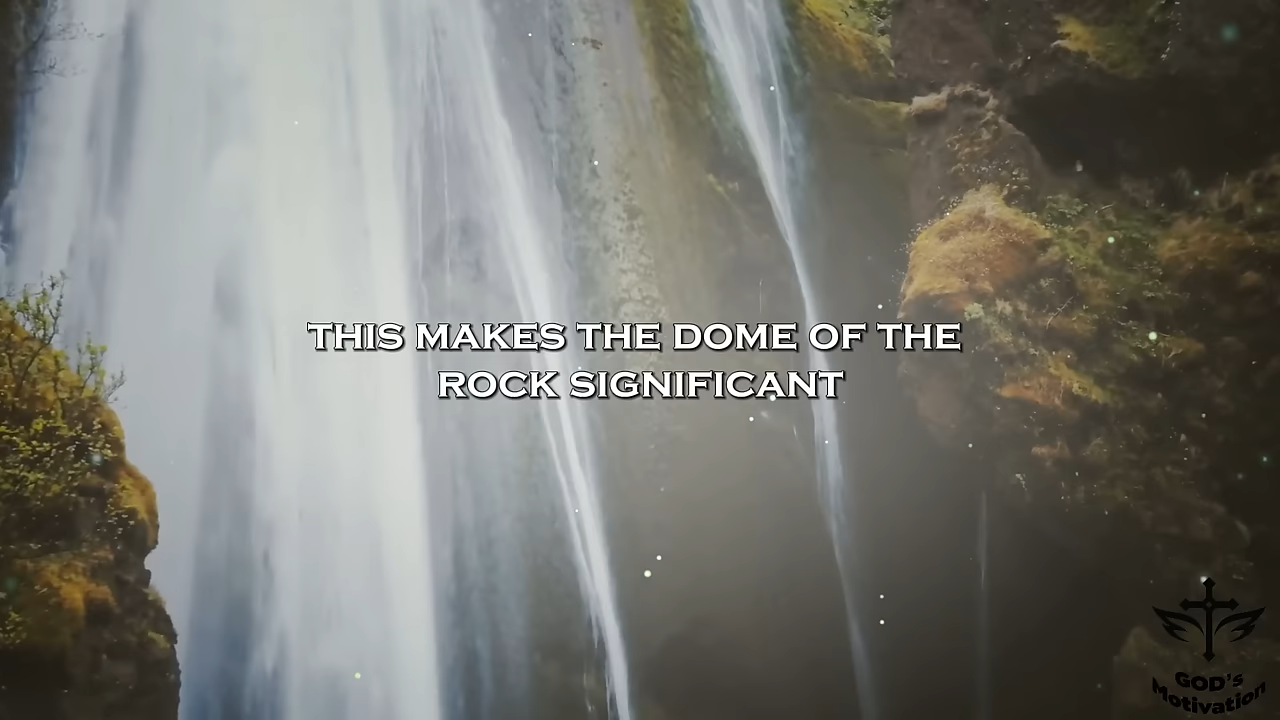 THIS MAKES THE DOME OF THE
ROCK SIGNIFICANT
GOD's
Motivation